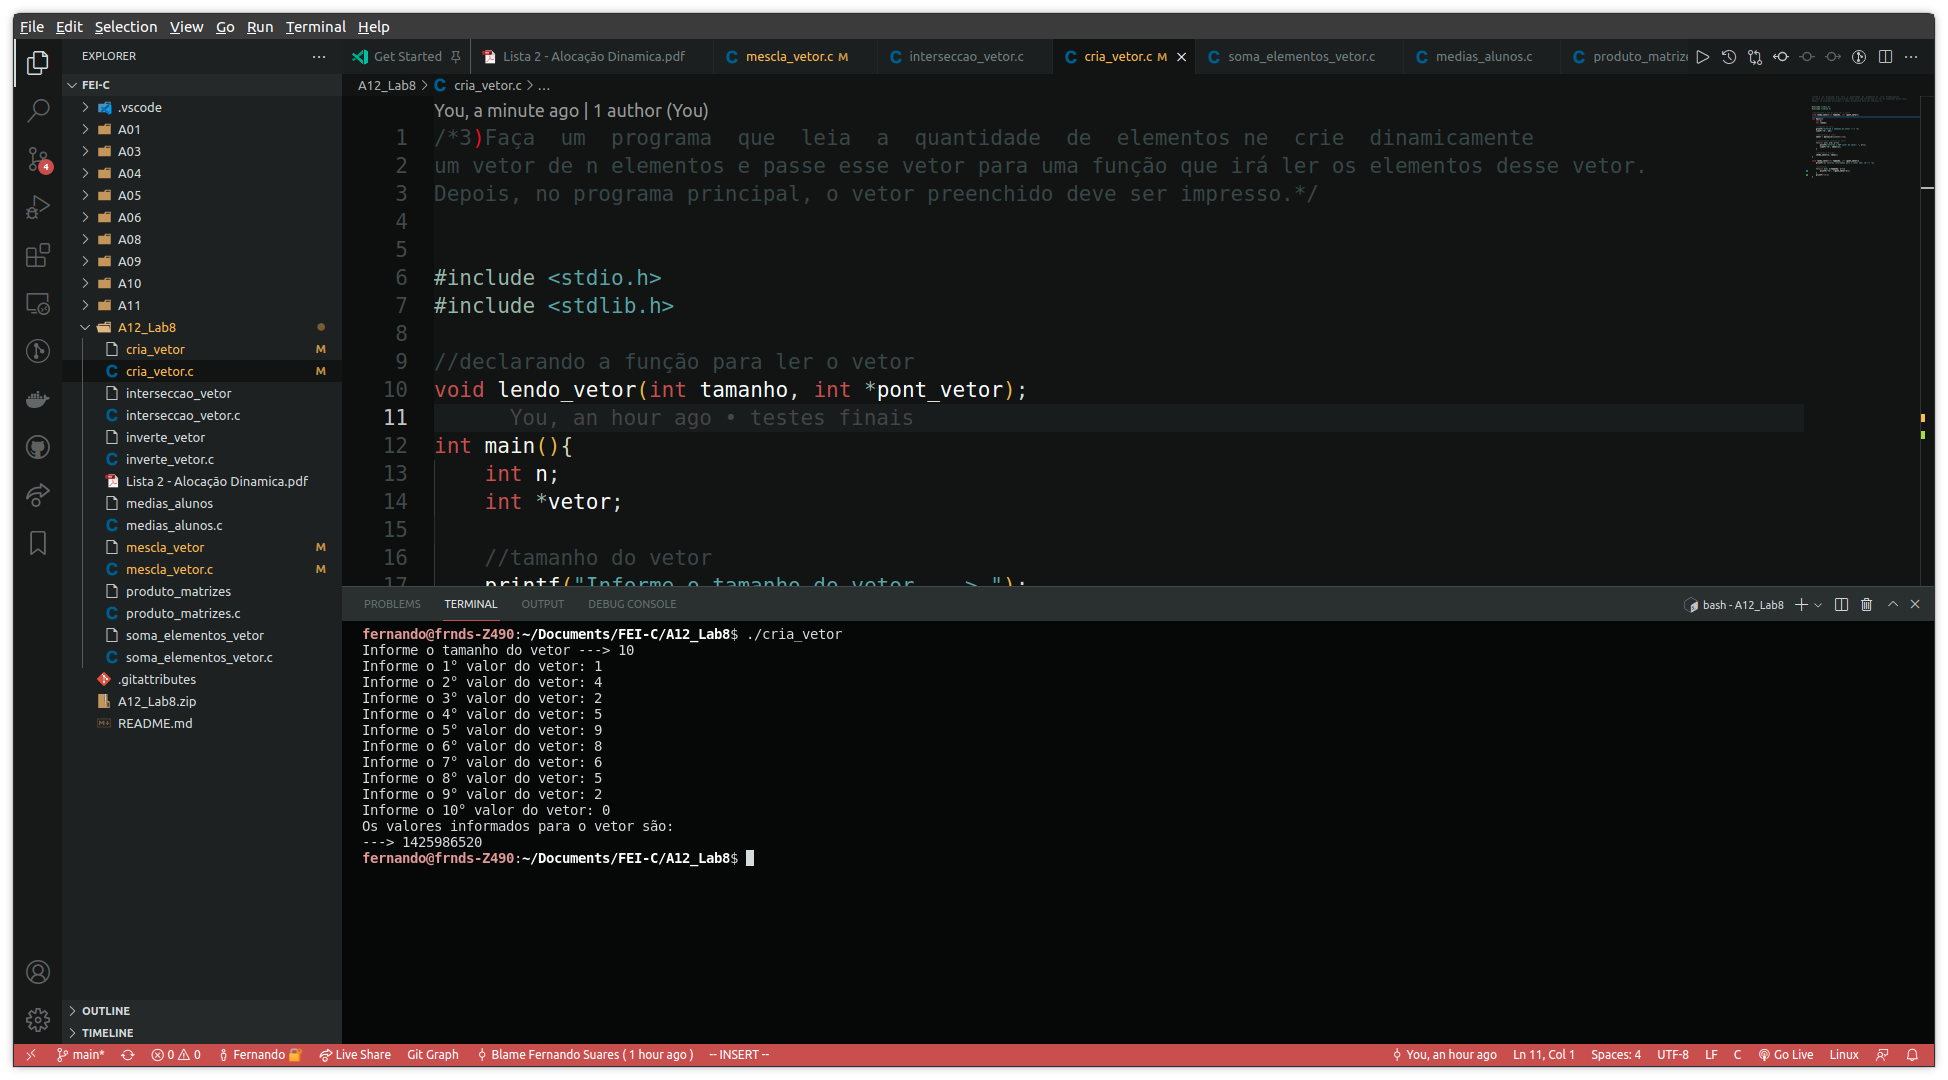 File Edit Selection View Go Run Terminal Help
EXPLORER
FEI-C
.vscode
A01
A03
A04
A05
A06
A08
A09
A10
A11
A12_Lab8
cria_vetor M
cria_vetor.c M
interseccao_vetor
interseccao_vetor.c
inverte_vetor
inverte_vetor.c
Lista 2 - Alocação Dinamica.pdf
medias_alunos
medias_alunos.c
mescla_vetor M
mescla_vetor.c M
produto_matrizes
produto_matrizes.c
soma_elementos_vetor
soma_elementos_vetor.c
.gitattributes
A12_Lab8.zip
README.md
OUTLINE
TIMELINE
4
Get Started Lista 2 - Alocação Dinamica.pdf mescla_vetor.c M interseccao_vetor.c cria_vetor.c M soma_elementos_vetor.c medias_alunos.c produto_matrize
A12_Lab8 > cria_vetor.c > ...
You, a minute ago | 1 author (You)
1 /*3)Faça um programa que leia a quantidade de elementos ne crie dinamicamente
2 um vetor de n elementos e passe esse vetor para uma função que irá ler os elementos desse vetor.
3 Depois, no programa principal, o vetor preenchido deve ser impresso.*/
4
5
6 #include <stdio.h>
7 #include <stdlib.h>
8
9 //declarando a função para ler o vetor
10 void lendo_vetor(int tamanho, int *pont_vetor);
11 You, an hour ago • testes finais
12 int main(){
13 int n;
14 int *vetor;
15
16 //tamanho do vetor
17 printf("Informe o tamanho do vetor ---> ");
PROBLEMS TERMINAL OUTPUT DEBUG CONSOLE bash - A12_Lab8
fernando@frnds-Z490:~/Documents/FEI-C/A12_Lab8$ ./cria_vetor
Informe o tamanho do vetor ---> 10
Informe o 1° valor do vetor: 1
Informe o 2° valor do vetor: 4
Informe o 3° valor do vetor: 2
Informe o 4° valor do vetor: 5
Informe o 5° valor do vetor: 9
Informe o 6° valor do vetor: 8
Informe o 7° valor do vetor: 6
Informe o 8° valor do vetor: 5
Informe o 9° valor do vetor: 2
Informe o 10° valor do vetor: 0
Os valores informados para o vetor são:
---> 1425986520
fernando@frnds-Z490:~/Documents/FEI-C/A12_Lab8$
main* 0 0 Fernando Live Share Git Graph Blame Fernando Suares ( 1 hour ago ) -- INSERT -- You, an hour ago Ln 11, Col 1 Spaces: 4 UTF-8 LF C Go Live Linux